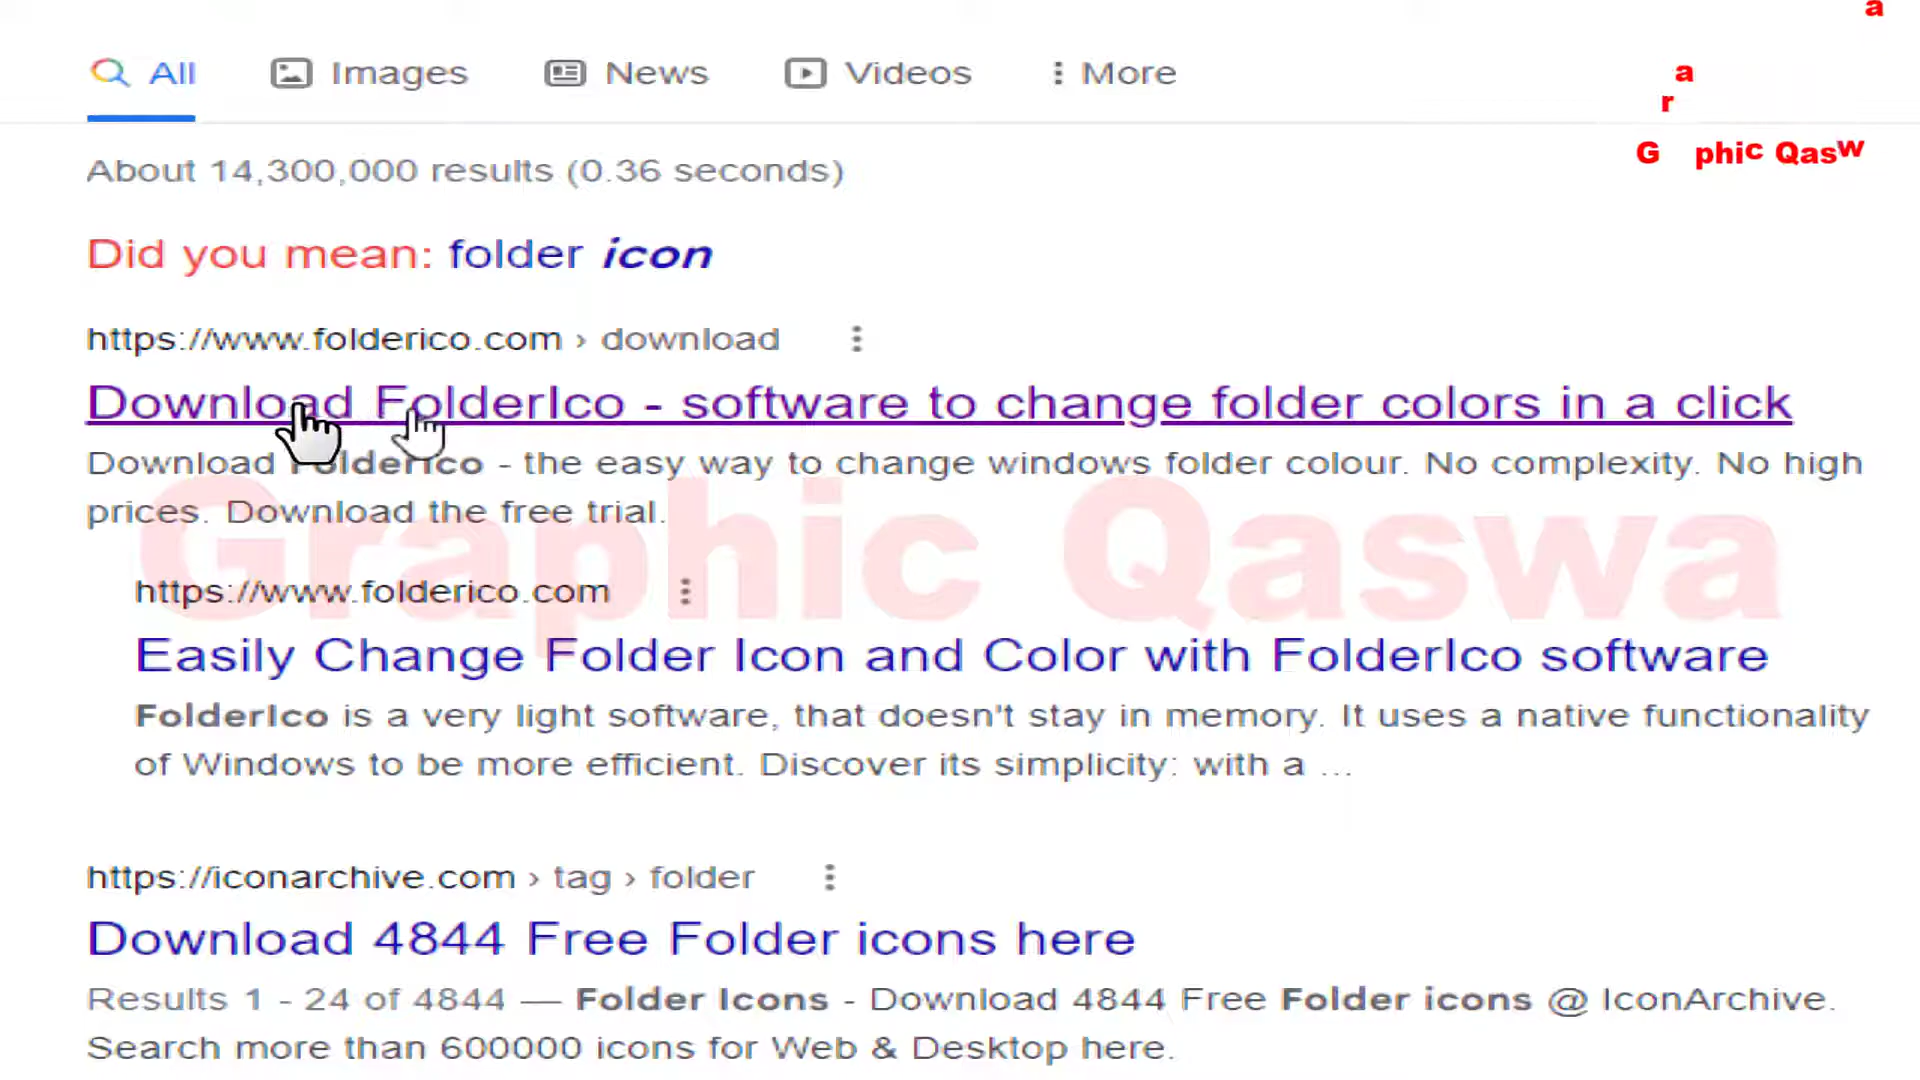 All Images News Videos More
a
a
r
G phic Qasw
About 14,300,000 results (0.36 seconds)
Did you mean: folder icon
https://www.folderico.com › download
Download FolderIco - software to change folder colors in a click
Download Folderico - the easy way to change windows folder colour. No complexity. No high
prices. Download the free trial.
Graphic Qaswa
https://www.folderico.com
Easily Change Folder Icon and Color with FolderIco software
FolderIco is a very light software, that doesn't stay in memory. It uses a native functionality
of Windows to be more efficient. Discover its simplicity: with a ...
https://iconarchive.com › tag › folder
Download 4844 Free Folder icons here
Results 1 - 24 of 4844 — Folder Icons - Download 4844 Free Folder icons @ IconArchive.
Search more than 600000 icons for Web & Desktop here.